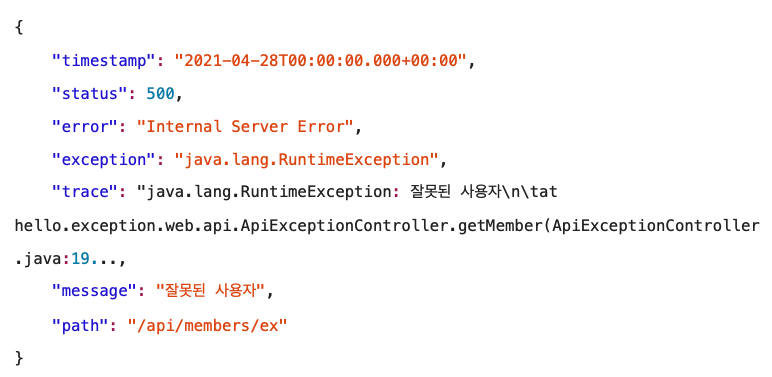 {
"timestamp": "2021-04-28T00:00:00.000+00:00",
"status": 500,
"error": "Internal Server Error",
"exception": "java.lang.RuntimeException",
"trace": "java.lang.RuntimeException: 잘못된 사용자\n\tat
hello.exception.web.api.ApiExceptionController.getMember(ApiExceptionController
.java:19...,
"message": "잘못된 사용자",
"path": "/api/members/ex"
}